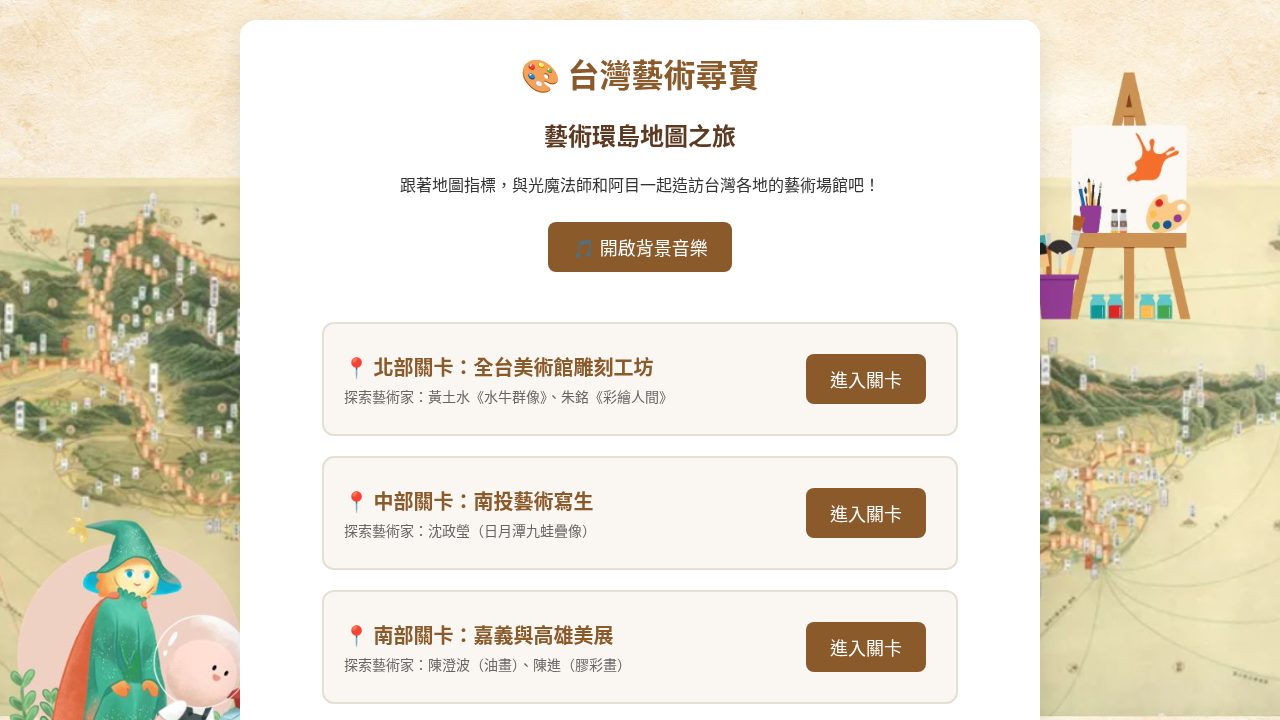 🎨 台灣藝術尋寶
藝術環島地圖之旅
跟著地圖指標，與光魔法師和阿目一起造訪台灣各地的藝術場館吧！
🎵 開啟背景音樂
📍 北部關卡：全台美術館雕刻工坊
探索藝術家：黃土水《水牛群像》、朱銘《彩繪人間》
進入關卡
📍 中部關卡：南投藝術寫生
探索藝術家：沈政瑩（日月潭九蛙疊像）
進入關卡
📍 南部關卡：嘉義與高雄美展
探索藝術家：陳澄波（油畫）、陳進（膠彩畫）
進入關卡